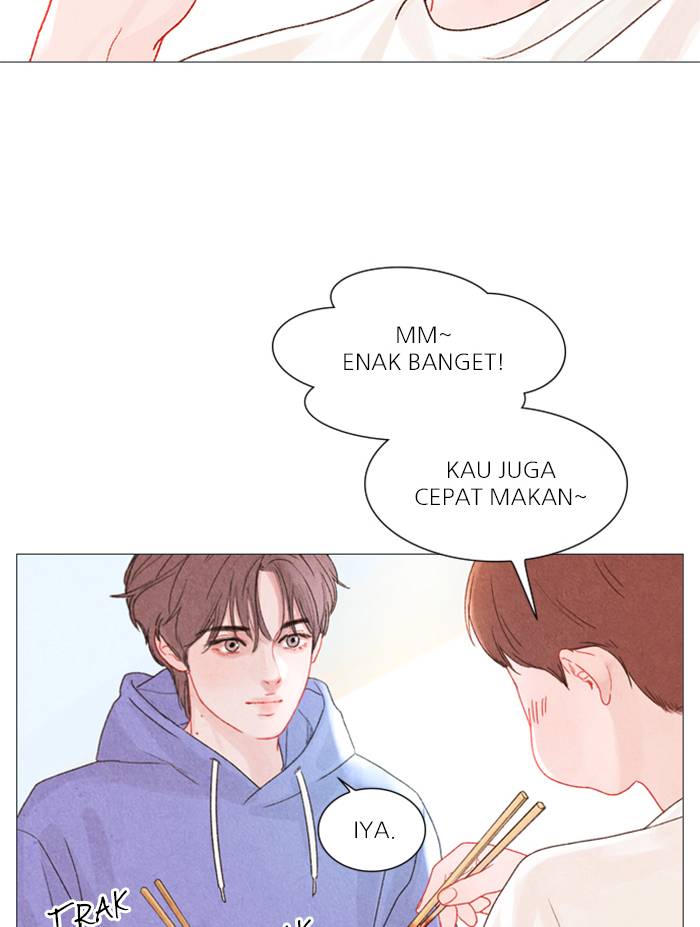 MM~
ENAK BANGET!
KAU JUGA
CEPAT MAKAN~
IYA.
TRAK